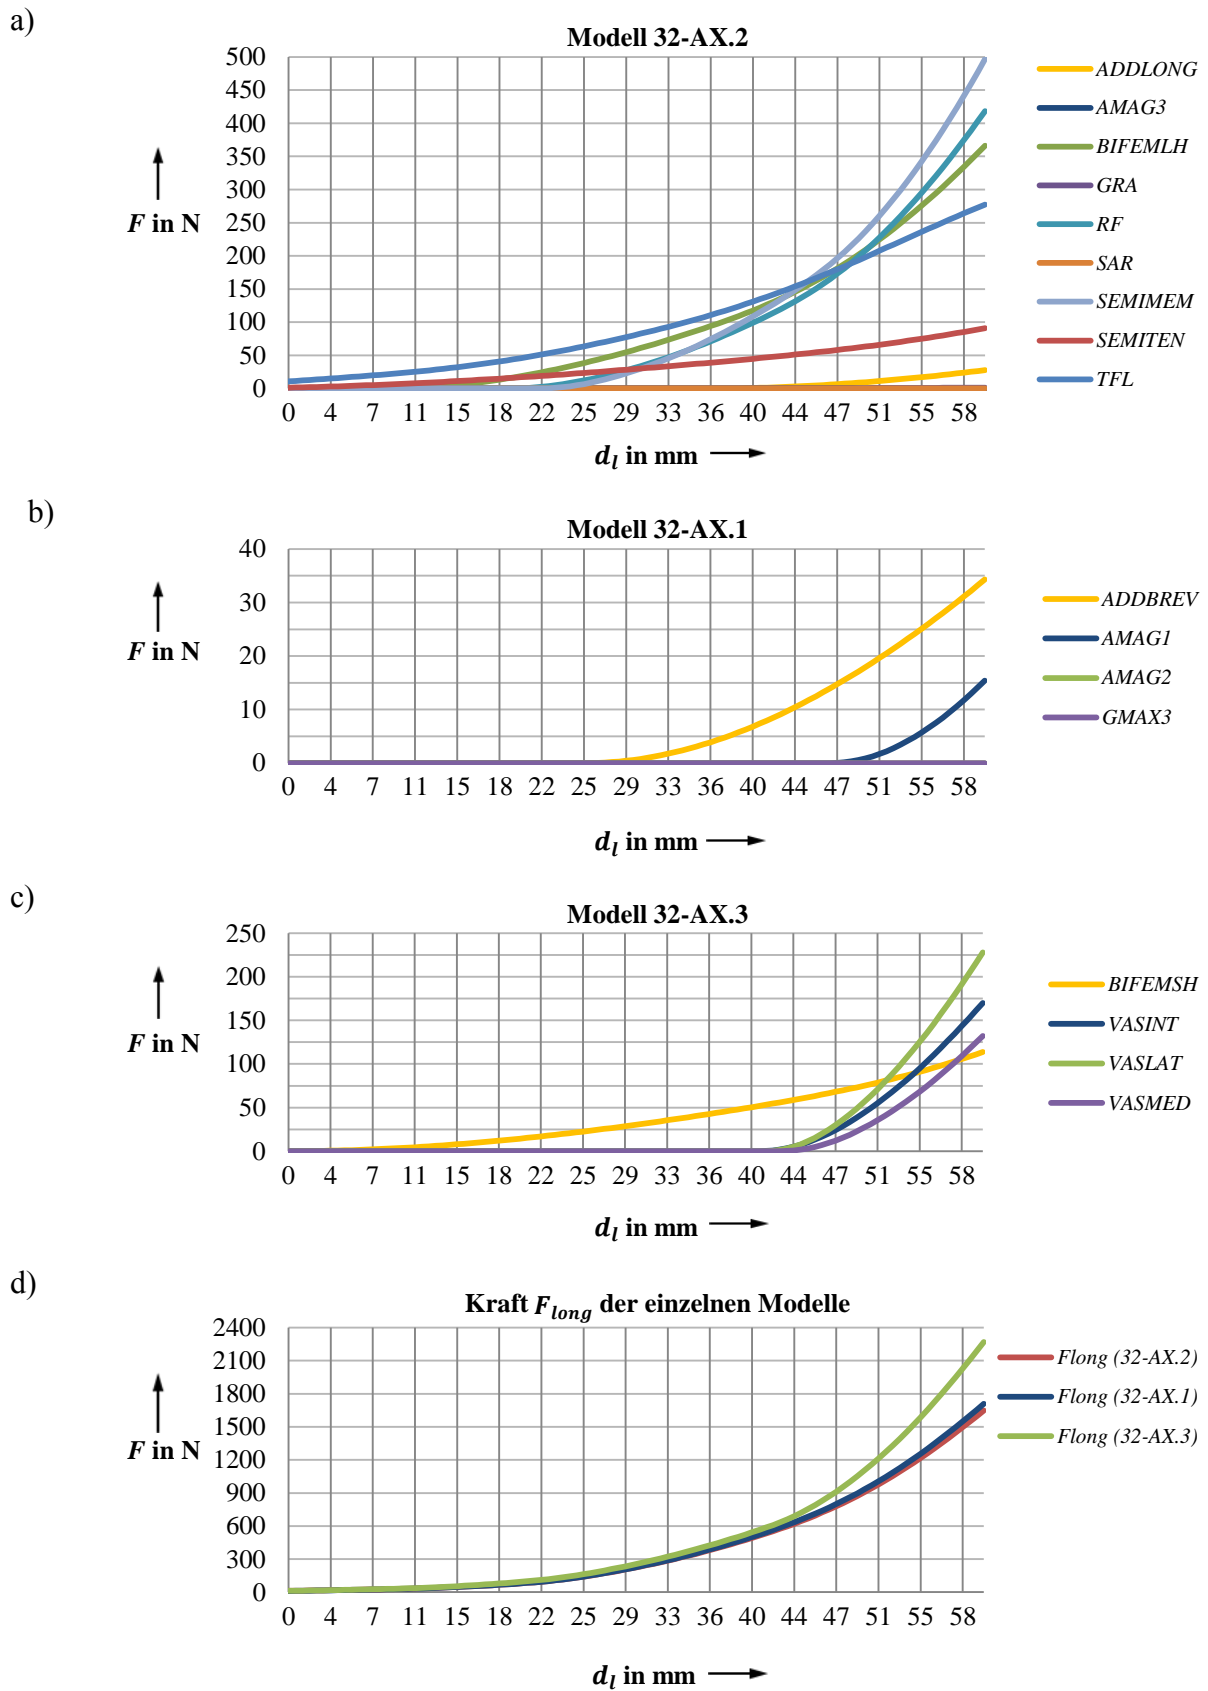 a)
Modell 32-AX.2
500
450
400
350
300
250
200
150
100
50
0
F in N
0 4 7 11 15 18 22 25 29 33 36 40 44 47 51 55 58
d_l in mm
ADDLONG
AMAG3
BIFEMLH
GRA
RF
SAR
SEMIMEM
SEMITEN
TFL
b)
Modell 32-AX.1
40
30
20
10
0
F in N
0 4 7 11 15 18 22 25 29 33 36 40 44 47 51 55 58
d_l in mm
ADDBREV
AMAG1
AMAG2
GMAX3
c)
Modell 32-AX.3
250
200
150
100
50
0
F in N
0 4 7 11 15 18 22 25 29 33 36 40 44 47 51 55 58
d_l in mm
BIFEMSH
VASINT
VASLAT
VASMED
d)
Kraft F_long der einzelnen Modelle
2400
2100
1800
1500
1200
900
600
300
0
F in N
0 4 7 11 15 18 22 25 29 33 36 40 44 47 51 55 58
d_l in mm
Flong (32-AX.2)
Flong (32-AX.1)
Flong (32-AX.3)